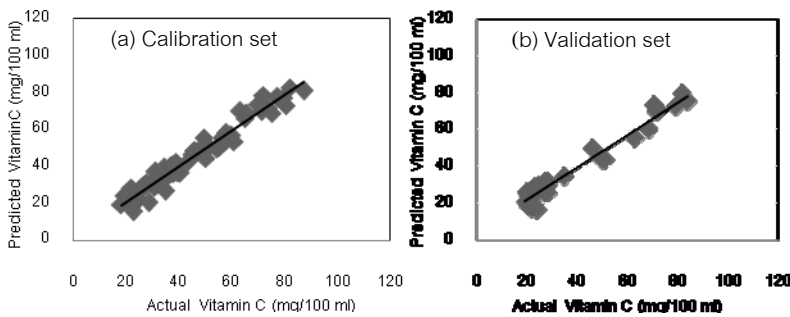 (a) Calibration set
Predicted VitaminC (mg/100 ml)
120
100
80
60
40
20
0
0 20 40 60 80 100 120
Actual Vitamin C (mg/100 ml)
(b) Validation set
Predicted Vitamin C (mg/100 ml)
120
100
80
60
40
20
0
0 20 40 60 80 100 120
Actual Vitamin C (mg/100 ml)